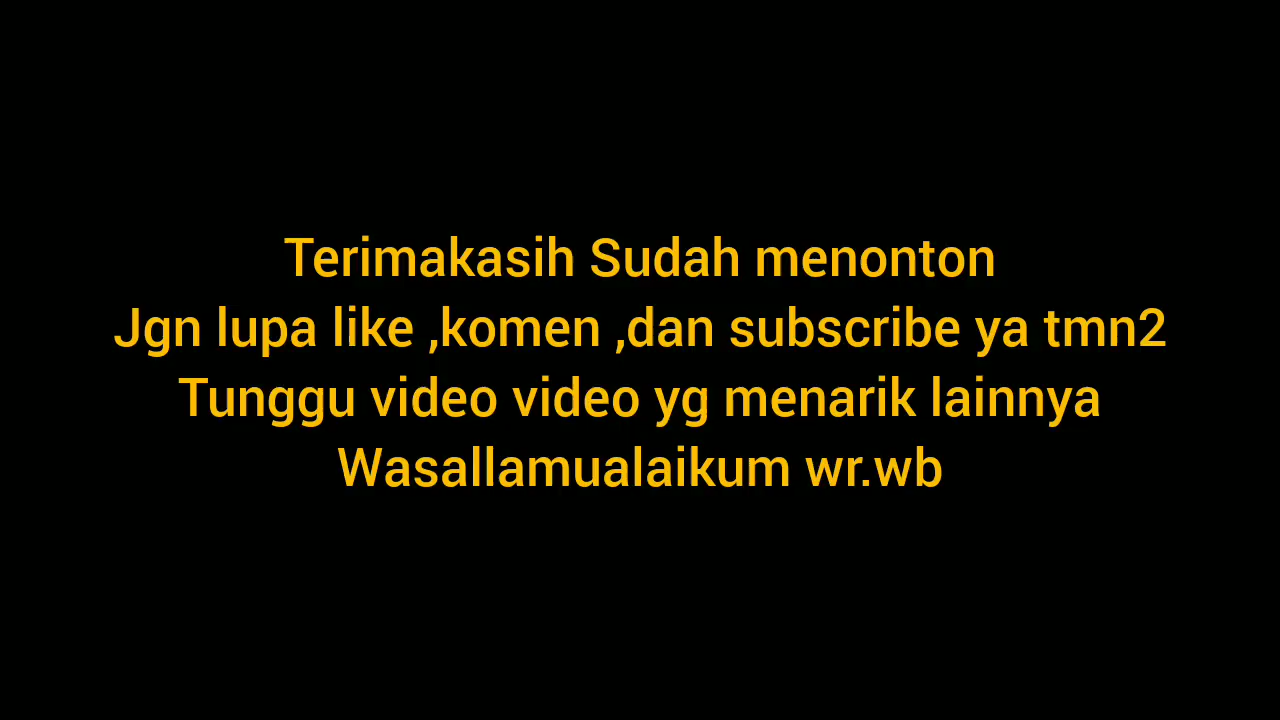 Terimakasih Sudah menonton
Jgn lupa like ,komen ,dan subscribe ya tmn2
Tunggu video video yg menarik lainnya
Wasallamualaikum wr.wb